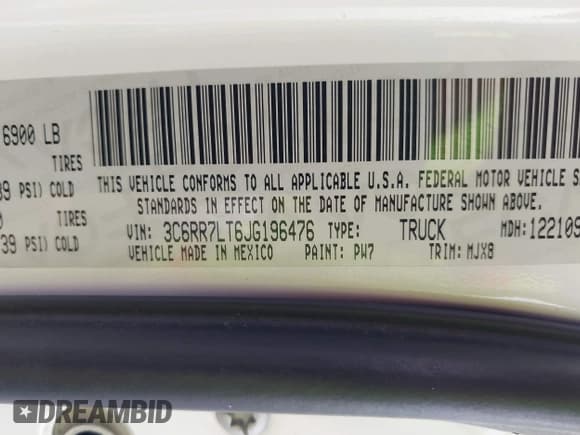 6900 LB
TIRES
39 PSI) COLD
39 PSI) COLD
THIS VEHICLE CONFORMS TO ALL APPLICABLE U.S.A. FEDERAL MOTOR VEHICLE S
STANDARDS IN EFFECT ON THE DATE OF MANUFACTURE SHOWN ABOVE.
VIN: 3C6RR7LT6JG196476 TYPE: TRUCK MDH: 122109
VEHICLE MADE IN MEXICO PAINT: PW7 TRIM: MJX8
DREAMBID